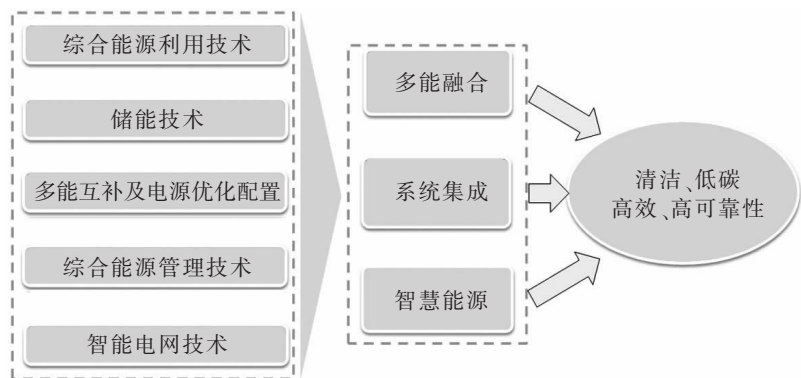 综合能源利用技术
储能技术
多能互补及电源优化配置
综合能源管理技术
智能电网技术
多能融合
系统集成
智慧能源
清洁、低碳
高效、高可靠性